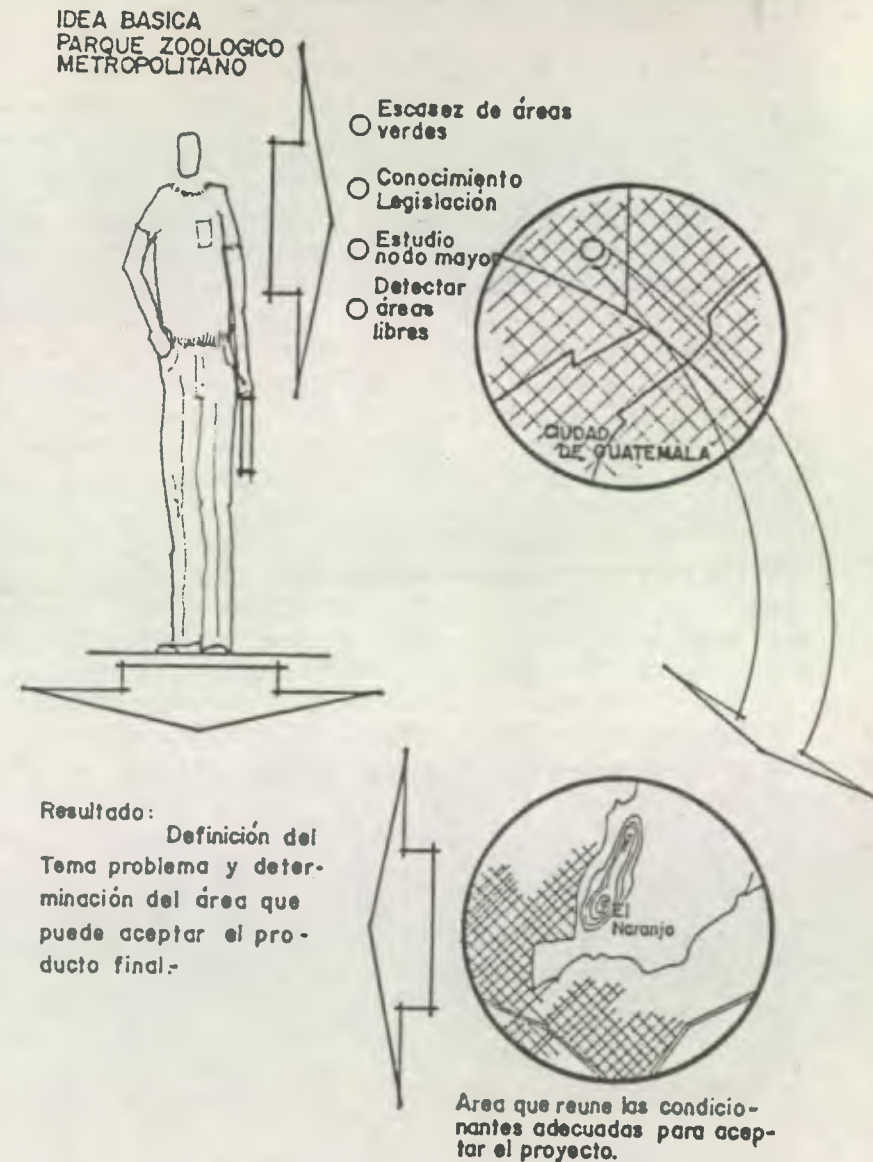 IDEA BASICA
PARQUE ZOOLOGICO
METROPOLITANO
Escasez de áreas
verdes
Conocimiento
Legislación
Estudio
nodo mayor
Detectar
áreas
libres
CIUDAD
DE GUATEMALA
Resultado:
Definición del
Tema problema y deter-
minación del área que
puede aceptar el pro-
ducto final.-
El
Naranjo
Area que reune las condicio-
nantes adecuadas para acep-
tar el proyecto.